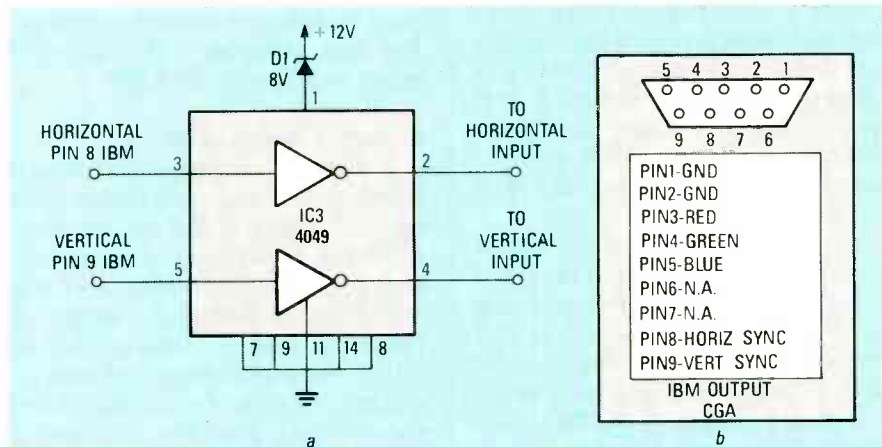 + 12V
D1
8V
1
HORIZONTAL
PIN 8 IBM
3
2
TO
HORIZONTAL
INPUT
IC3
4049
VERTICAL
PIN 9 IBM
5
4
TO
VERTICAL
INPUT
7 9 11 14 8
a
5 4 3 2 1
9 8 7 6
PIN1-GND
PIN2-GND
PIN3-RED
PIN4-GREEN
PIN5-BLUE
PIN6-N.A.
PIN7-N.A.
PIN8-HORIZ SYNC
PIN9-VERT SYNC
IBM OUTPUT
CGA
b